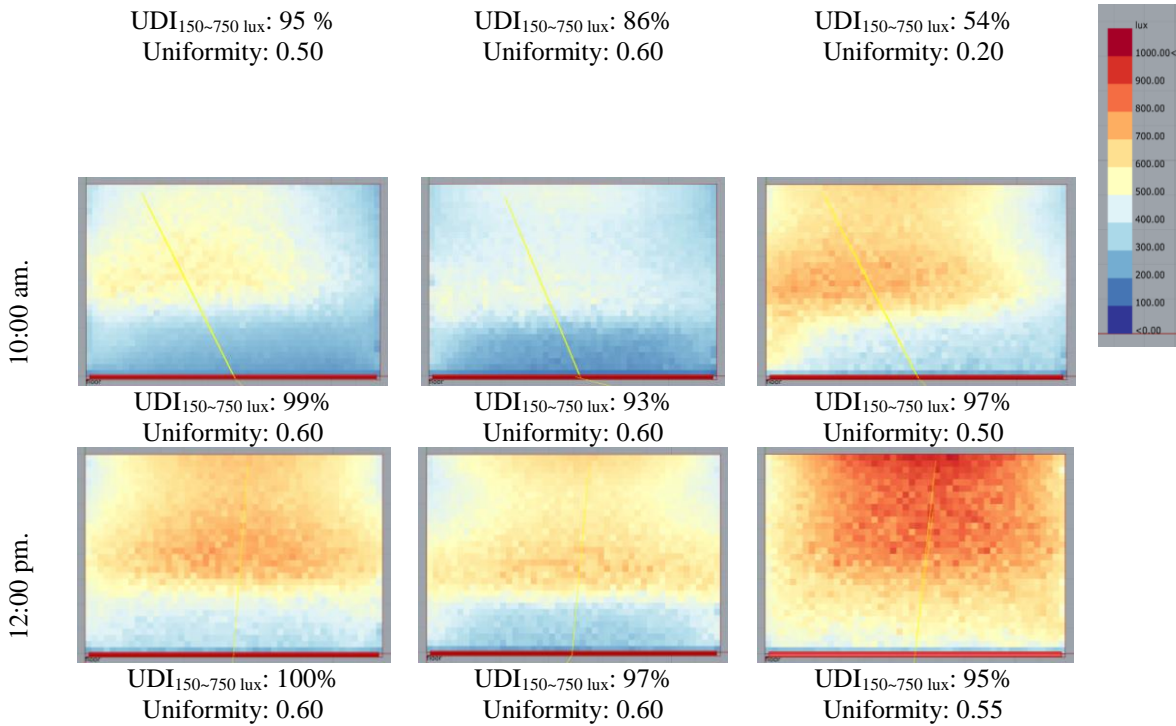 UDI150~750 lux: 95 %
Uniformity: 0.50
UDI150~750 lux: 86%
Uniformity: 0.60
UDI150~750 lux: 54%
Uniformity: 0.20
lux
1000.00<
900.00
800.00
700.00
600.00
500.00
400.00
300.00
200.00
100.00
<0.00
10:00 am.
floor
floor
floor
UDI150~750 lux: 99%
Uniformity: 0.60
UDI150~750 lux: 93%
Uniformity: 0.60
UDI150~750 lux: 97%
Uniformity: 0.50
12:00 pm.
floor
floor
floor
UDI150~750 lux: 100%
Uniformity: 0.60
UDI150~750 lux: 97%
Uniformity: 0.60
UDI150~750 lux: 95%
Uniformity: 0.55